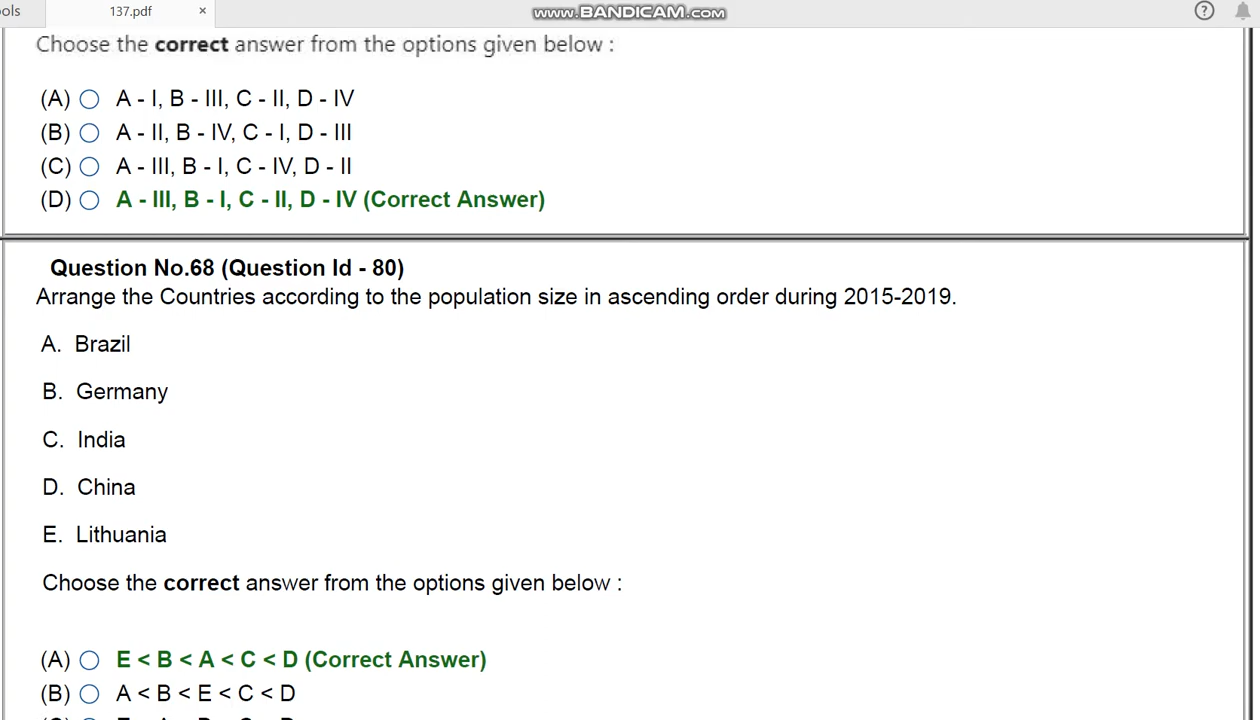 ols
137.pdf ×
www.BANDICAM.com
?
Choose the correct answer from the options given below :
(A) A - I, B - III, C - II, D - IV
(B) A - II, B - IV, C - I, D - III
(C) A - III, B - I, C - IV, D - II
(D) A - III, B - I, C - II, D - IV (Correct Answer)
Question No.68 (Question Id - 80)
Arrange the Countries according to the population size in ascending order during 2015-2019.
A. Brazil
B. Germany
C. India
D. China
E. Lithuania
Choose the correct answer from the options given below :
(A) E < B < A < C < D (Correct Answer)
(B) A < B < E < C < D